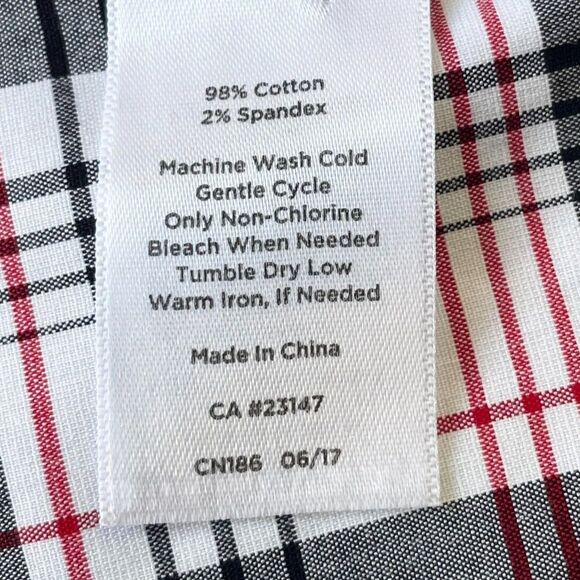 98% Cotton
2% Spandex
Machine Wash Cold
Gentle Cycle
Only Non-Chlorine
Bleach When Needed
Tumble Dry Low
Warm Iron, If Needed
Made In China
CA #23147
CN186 06/17